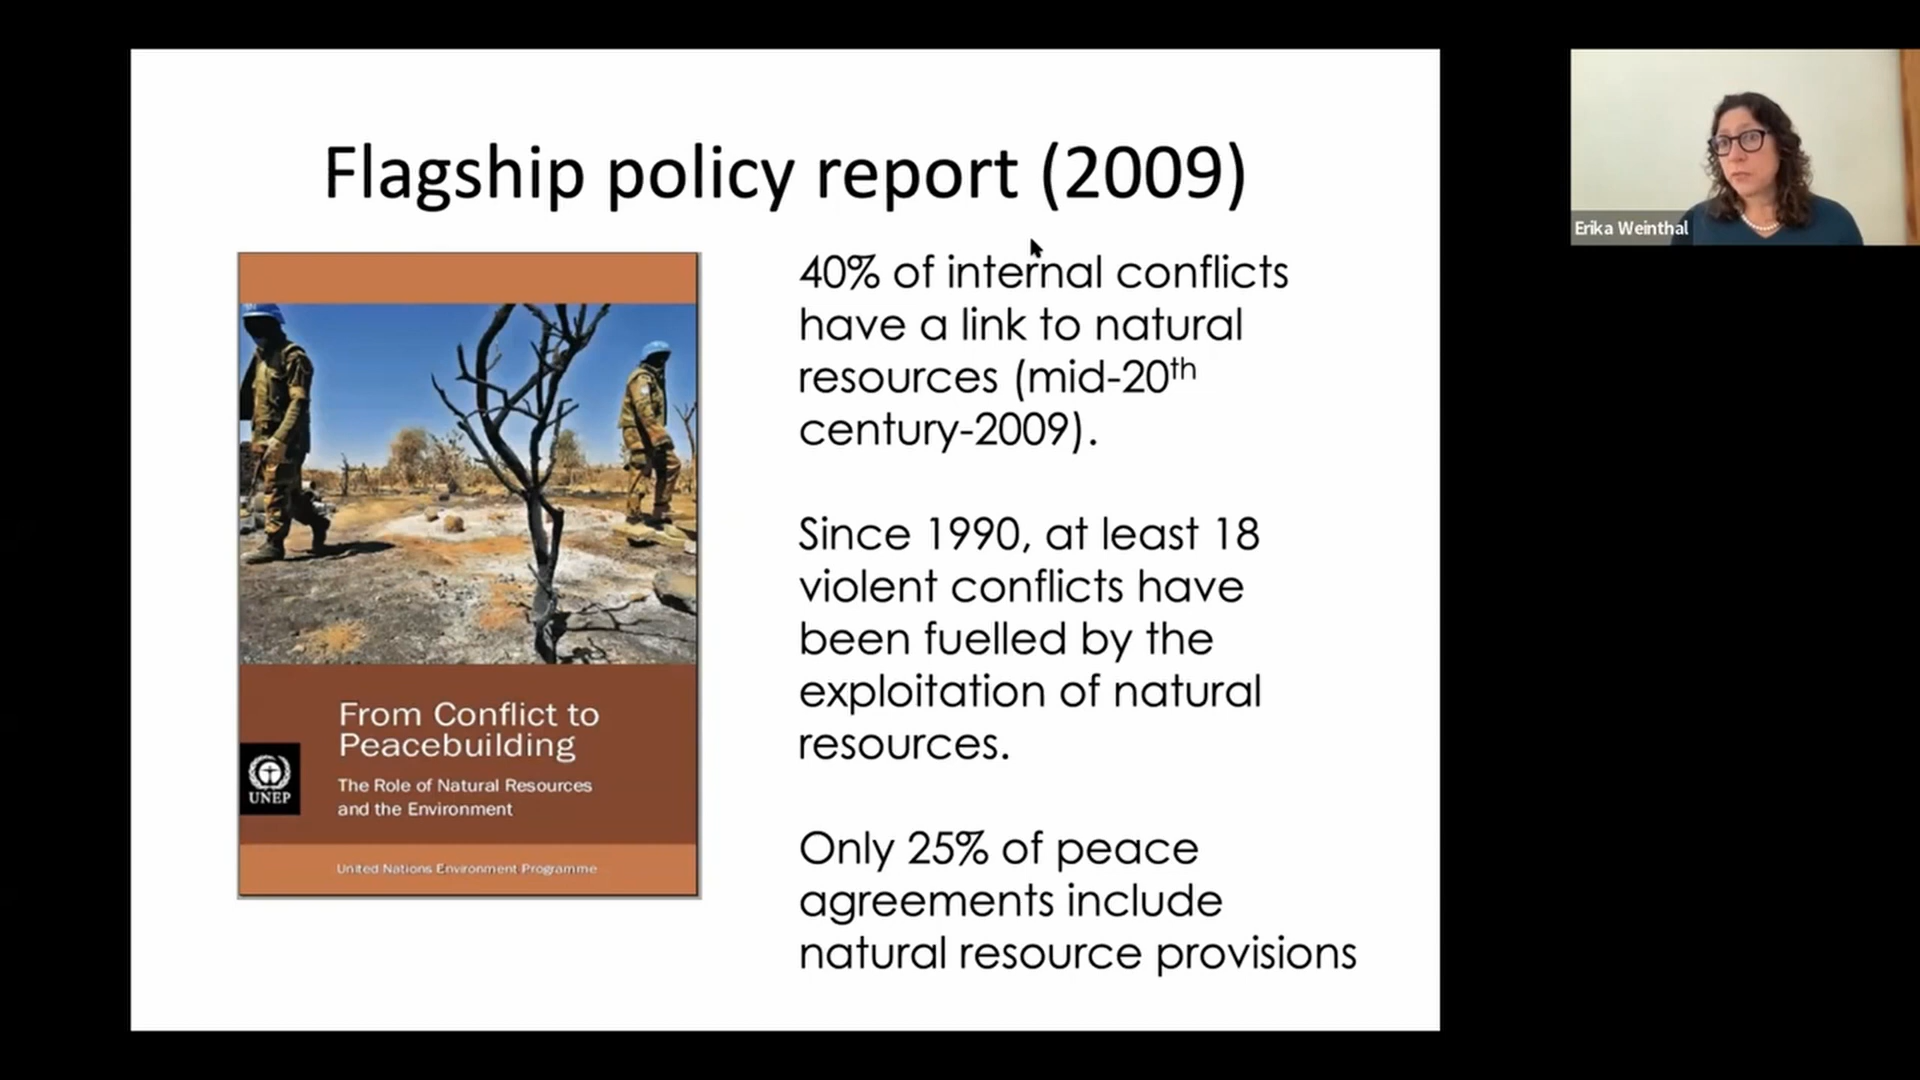 Flagship policy report (2009)
40% of internal conflicts
have a link to natural
resources (mid-20th
century-2009).
Since 1990, at least 18
violent conflicts have
been fuelled by the
exploitation of natural
resources.
Only 25% of peace
agreements include
natural resource provisions
From Conflict to
Peacebuilding
The Role of Natural Resources
and the Environment
UNEP
United Nations Environment Programme
Erika Weinthal